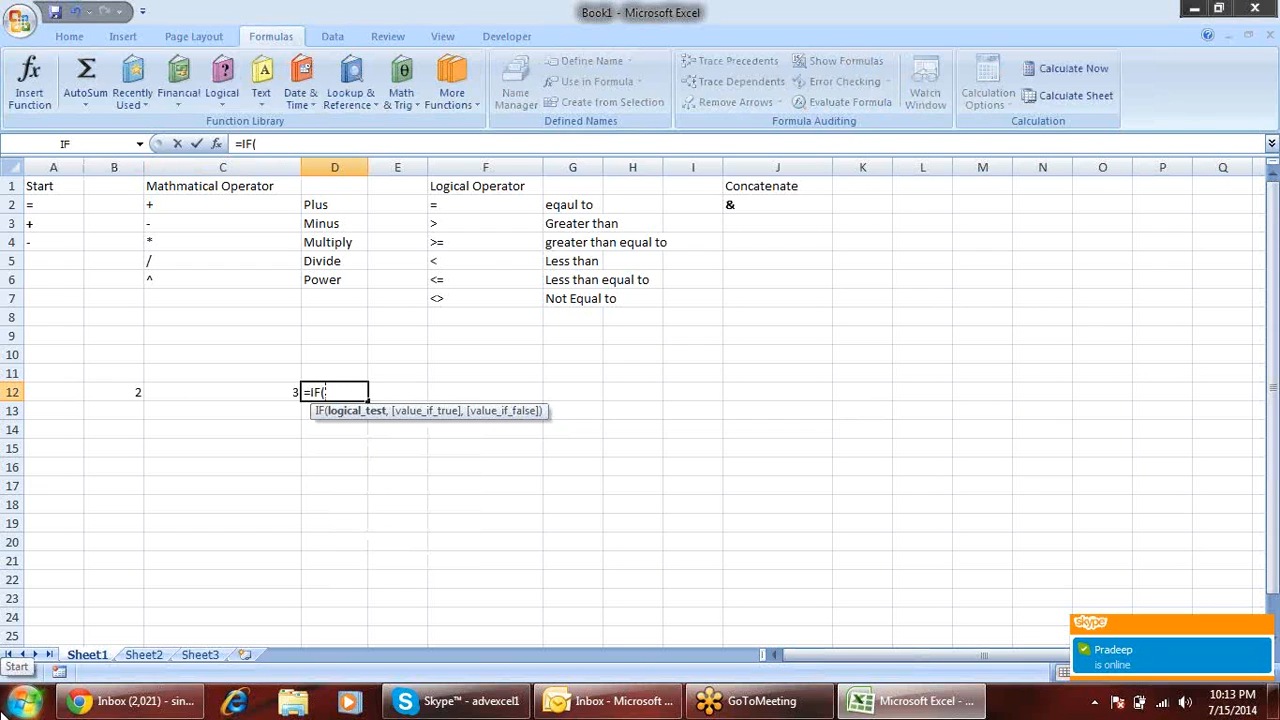 Book1 - Microsoft Excel
Home Insert Page Layout Formulas Data Review View Developer
fx Σ θ
Insert Function
AutoSum
Recently Used
Financial
Logical
Text
Date & Time
Lookup & Reference
Math & Trig
More Functions
Function Library
Name Manager
Define Name
Use in Formula
Create from Selection
Defined Names
Trace Precedents
Trace Dependents
Remove Arrows
Show Formulas
Error Checking
Evaluate Formula
Formula Auditing
Watch Window
Calculation Options
Calculate Now
Calculate Sheet
Calculation
IF fx =IF(
A B C D E F G H I J K L M N O P Q
1 Start Mathmatical Operator Logical Operator Concatenate
2 = + Plus = eqaul to &
3 + - Minus > Greater than
4 - * Multiply >= greater than equal to
5 / Divide < Less than
6 ^ Power <= Less than equal to
7 <> Not Equal to
8
9
10
11
12 2 3 =IF(
13 IF(logical_test, [value_if_true], [value_if_false])
14
15
16
17
18
19
20
21
22
23
24
25
skype
Pradeep
is online
Sheet1 Sheet2 Sheet3
Start
Inbox (2,021) - sin...
Skype™ - advexcel1
Inbox - Microsoft ...
GoToMeeting
Microsoft Excel - ...
10:13 PM
7/15/2014